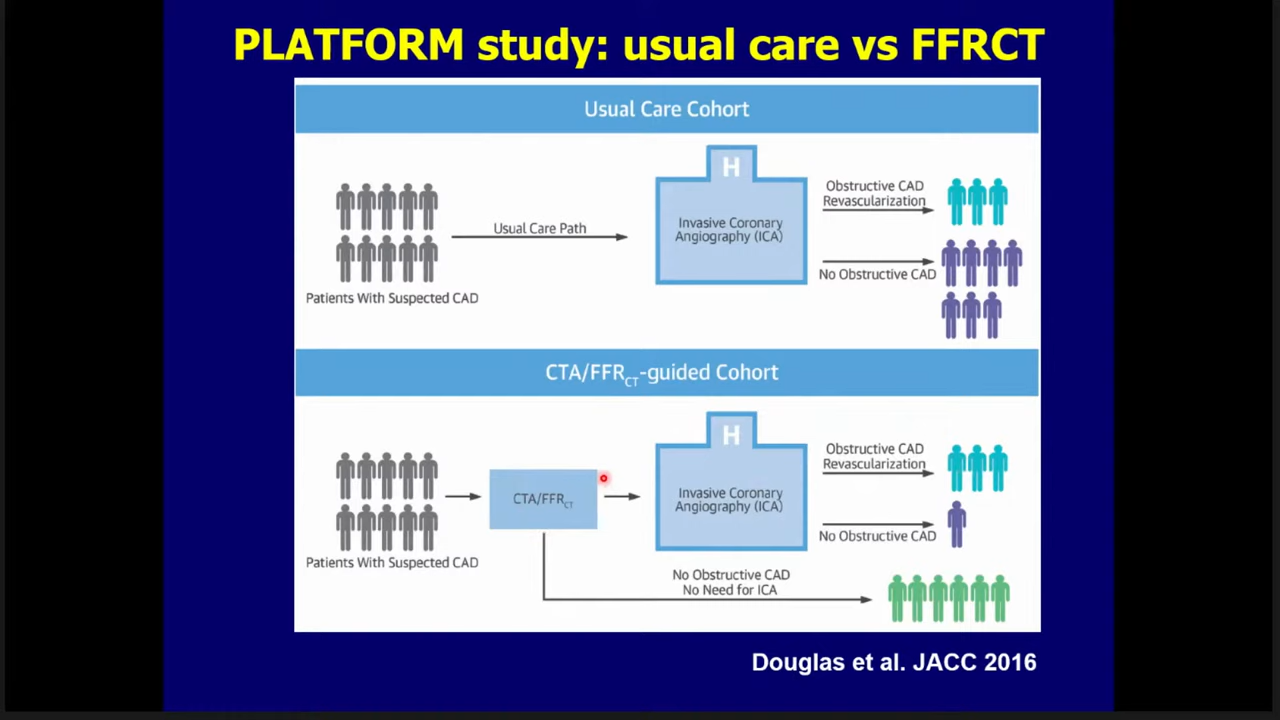 PLATFORM study: usual care vs FFRCT
Usual Care Cohort
H
Obstructive CAD
Revascularization
Usual Care Path
Invasive Coronary
Angiography (ICA)
No Obstructive CAD
Patients With Suspected CAD
CTA/FFRCT-guided Cohort
H
Obstructive CAD
Revascularization
CTA/FFRCT
Invasive Coronary
Angiography (ICA)
No Obstructive CAD
Patients With Suspected CAD
No Obstructive CAD
No Need for ICA
Douglas et al. JACC 2016